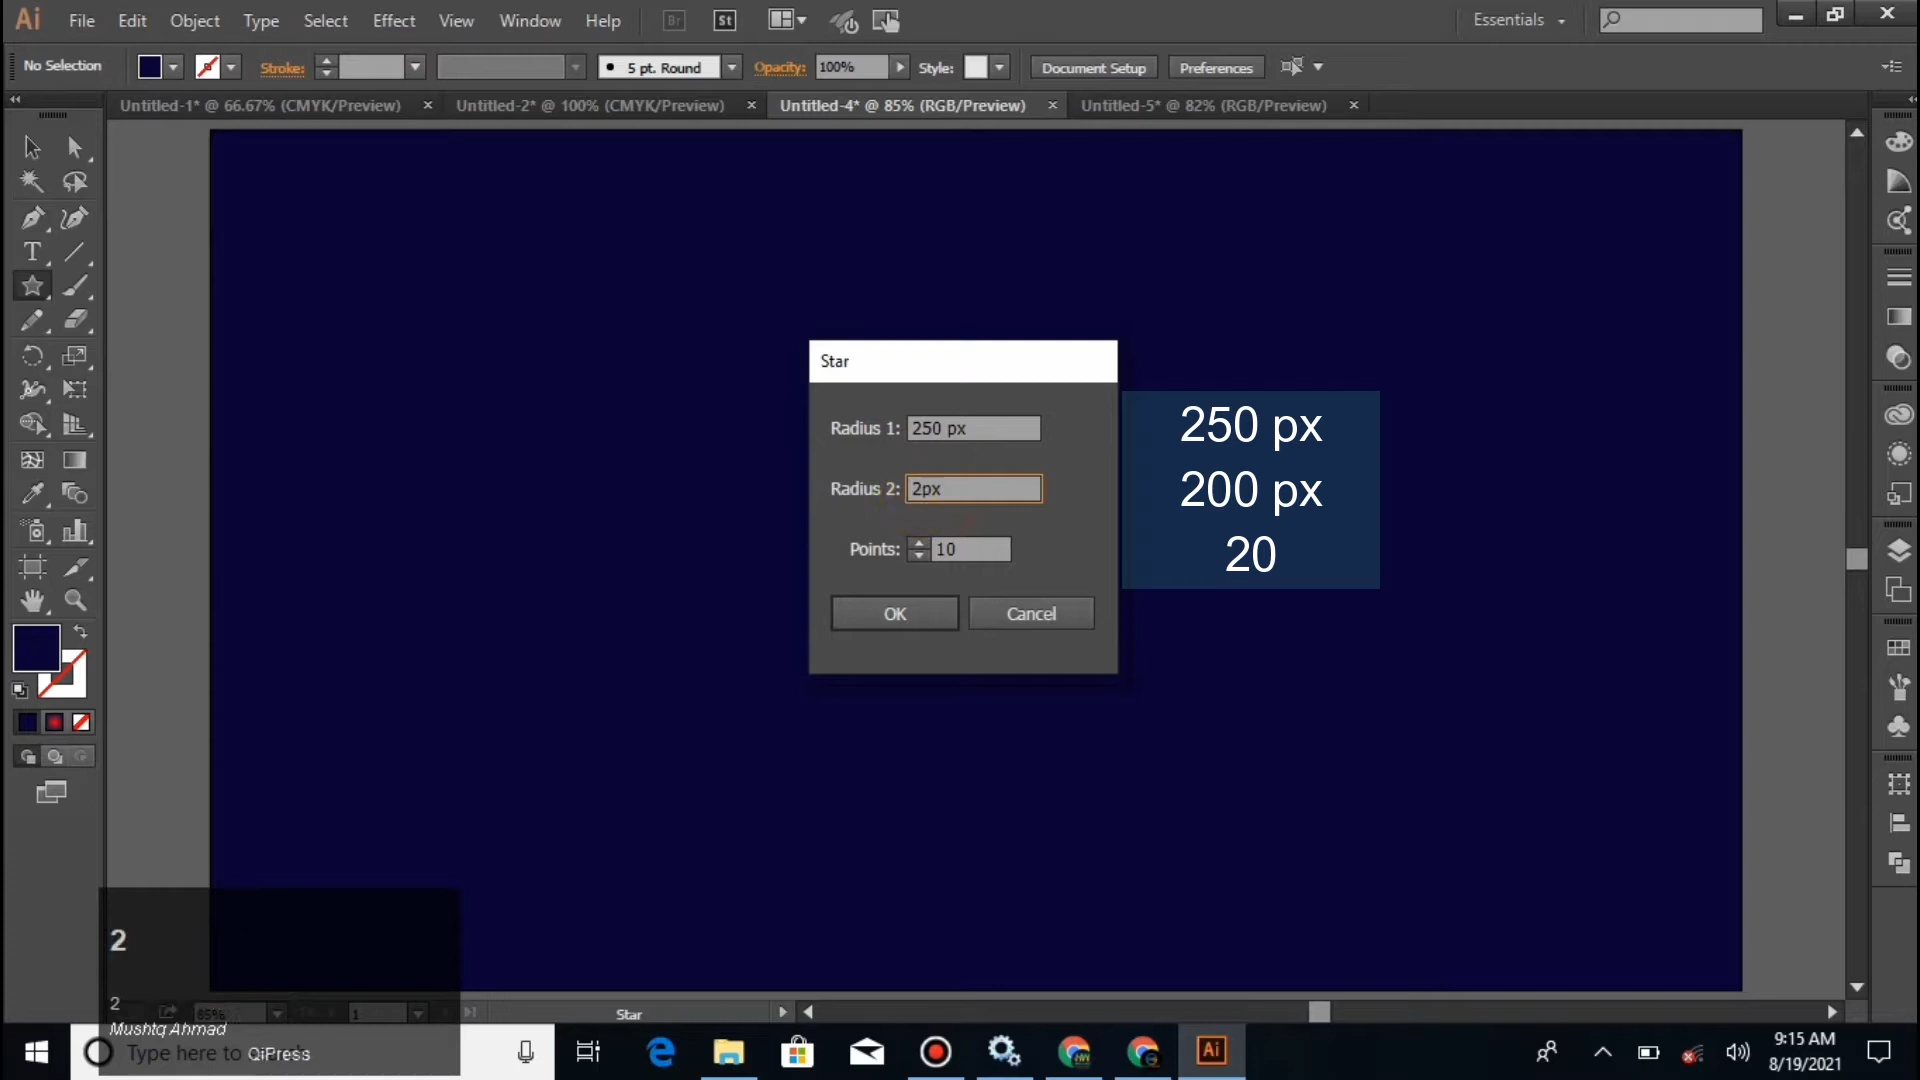 Ai File Edit Object Type Select Effect View Window Help Br St Essentials
No Selection Stroke: 5 pt. Round Opacity: 100% Style: Document Setup Preferences
Untitled-1* @ 66.67% (CMYK/Preview) × Untitled-2* @ 100% (CMYK/Preview) × Untitled-4* @ 85% (RGB/Preview) × Untitled-5* @ 82% (RGB/Preview) ×
Star
Radius 1: 250 px
250 px
Radius 2: 2px
200 px
Points: 10
20
OK Cancel
2
2
85% 1 Star
Mushtq Ahmad
Type here to
QiPress
Ai
9:15 AM
8/19/2021